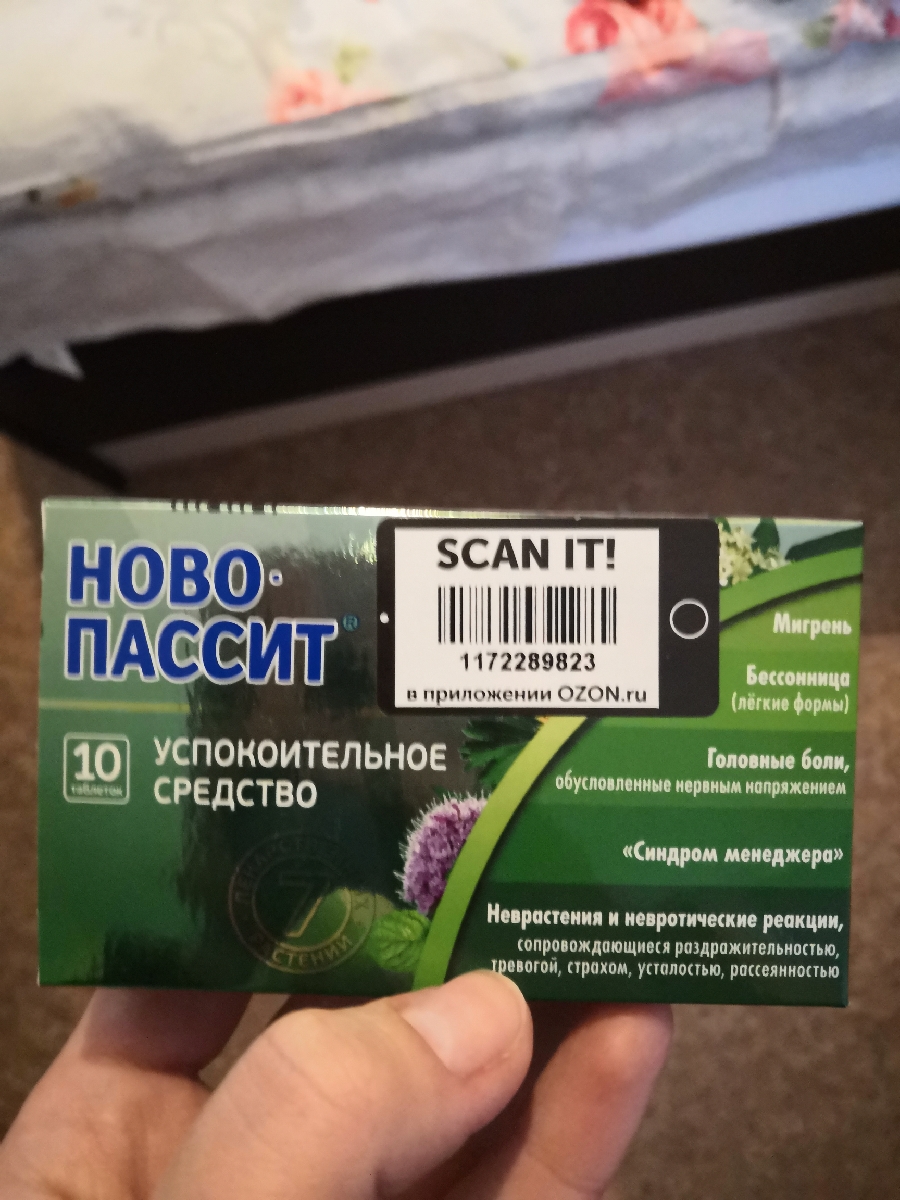 НОВО-
ПАССИТ®
10
таблеток
УСПОКОИТЕЛЬНОЕ
СРЕДСТВО
SCAN IT!
1172289823
в приложении OZON.ru
7
Мигрень
Бессонница
(лёгкие формы)
Головные боли,
обусловленные нервным напряжением
«Синдром менеджера»
Неврастения и невротические реакции,
сопровождающиеся раздражительностью,
тревогой, страхом, усталостью, рассеянностью